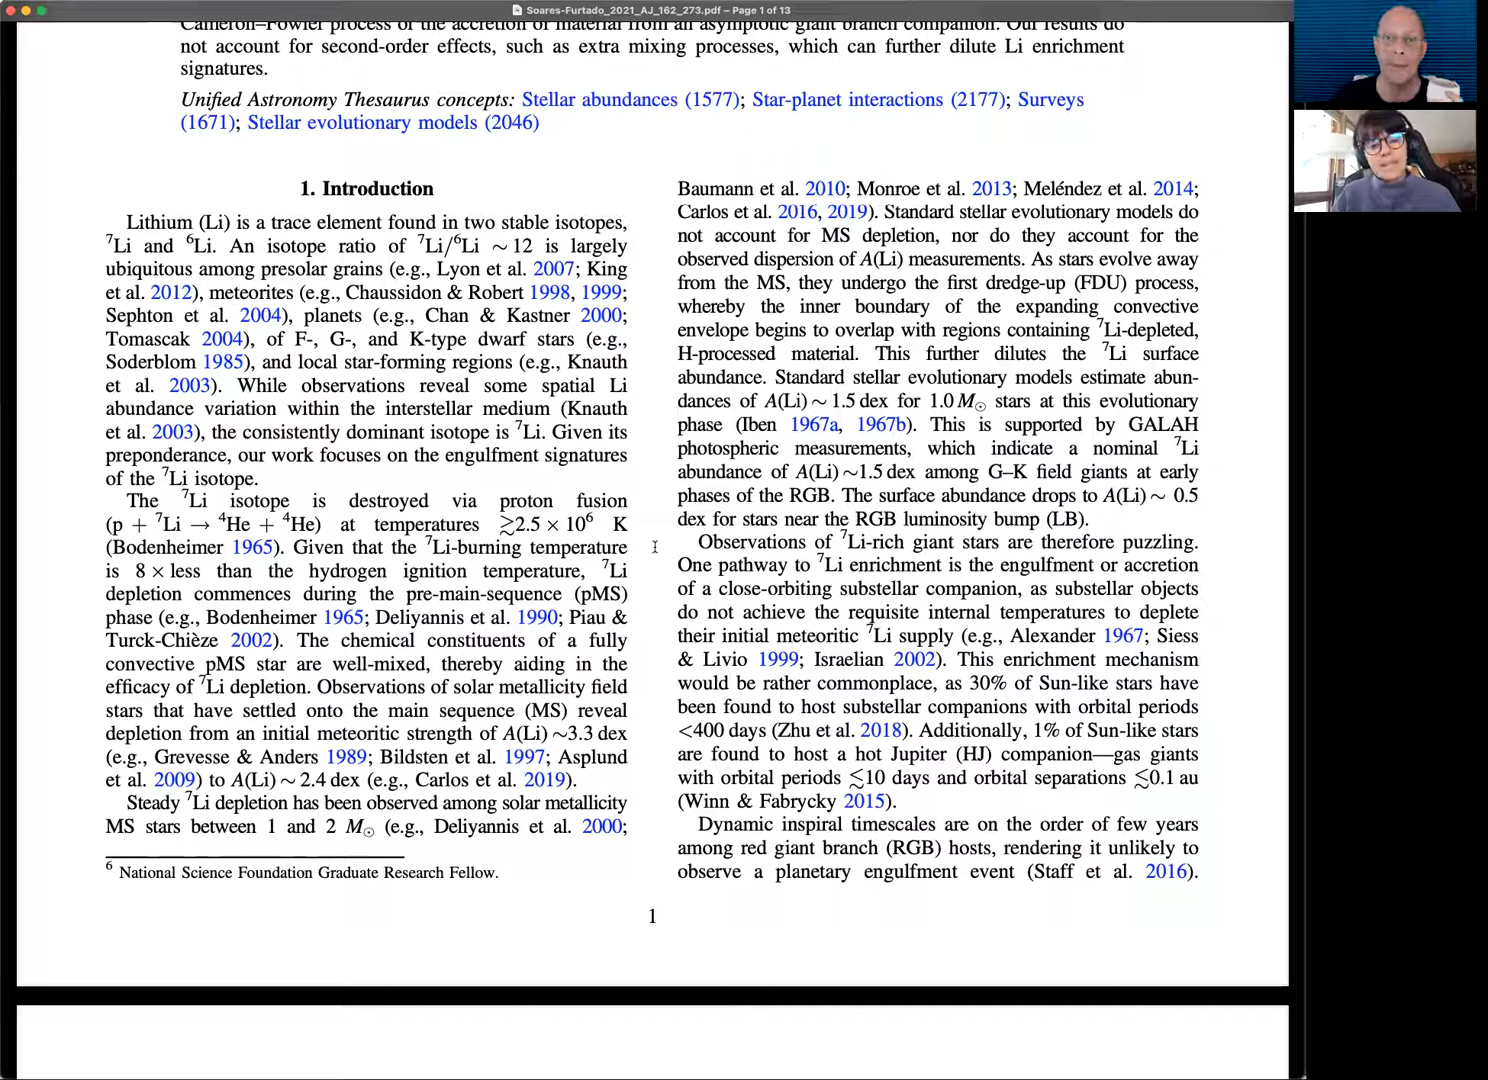 Soares-Furtado_2021_AJ_162_273.pdf – Page 1 of 13
Cameron–Fowler process or the accretion of material from an asymptotic giant branch companion. Our results do
not account for second-order effects, such as extra mixing processes, which can further dilute Li enrichment
signatures.
Unified Astronomy Thesaurus concepts: Stellar abundances (1577); Star-planet interactions (2177); Surveys
(1671); Stellar evolutionary models (2046)
1. Introduction
Lithium (Li) is a trace element found in two stable isotopes,
⁷Li and ⁶Li. An isotope ratio of ⁷Li/⁶Li ∼ 12 is largely
ubiquitous among presolar grains (e.g., Lyon et al. 2007; King
et al. 2012), meteorites (e.g., Chaussidon & Robert 1998, 1999;
Sephton et al. 2004), planets (e.g., Chan & Kastner 2000;
Tomascak 2004), of F-, G-, and K-type dwarf stars (e.g.,
Soderblom 1985), and local star-forming regions (e.g., Knauth
et al. 2003). While observations reveal some spatial Li
abundance variation within the interstellar medium (Knauth
et al. 2003), the consistently dominant isotope is ⁷Li. Given its
preponderance, our work focuses on the engulfment signatures
of the ⁷Li isotope.
The ⁷Li isotope is destroyed via proton fusion
(p + ⁷Li → ⁴He + ⁴He) at temperatures ≳2.5 × 10⁶ K
(Bodenheimer 1965). Given that the ⁷Li-burning temperature
is 8 × less than the hydrogen ignition temperature, ⁷Li
depletion commences during the pre-main-sequence (pMS)
phase (e.g., Bodenheimer 1965; Deliyannis et al. 1990; Piau &
Turck-Chièze 2002). The chemical constituents of a fully
convective pMS star are well-mixed, thereby aiding in the
efficacy of ⁷Li depletion. Observations of solar metallicity field
stars that have settled onto the main sequence (MS) reveal
depletion from an initial meteoritic strength of A(Li) ∼3.3 dex
(e.g., Grevesse & Anders 1989; Bildsten et al. 1997; Asplund
et al. 2009) to A(Li) ∼ 2.4 dex (e.g., Carlos et al. 2019).
Steady ⁷Li depletion has been observed among solar metallicity
MS stars between 1 and 2 M☉ (e.g., Deliyannis et al. 2000;
⁶ National Science Foundation Graduate Research Fellow.
Baumann et al. 2010; Monroe et al. 2013; Meléndez et al. 2014;
Carlos et al. 2016, 2019). Standard stellar evolutionary models do
not account for MS depletion, nor do they account for the
observed dispersion of A(Li) measurements. As stars evolve away
from the MS, they undergo the first dredge-up (FDU) process,
whereby the inner boundary of the expanding convective
envelope begins to overlap with regions containing ⁷Li-depleted,
H-processed material. This further dilutes the ⁷Li surface
abundance. Standard stellar evolutionary models estimate abun-
dances of A(Li) ∼ 1.5 dex for 1.0 M☉ stars at this evolutionary
phase (Iben 1967a, 1967b). This is supported by GALAH
photospheric measurements, which indicate a nominal ⁷Li
abundance of A(Li) ∼1.5 dex among G–K field giants at early
phases of the RGB. The surface abundance drops to A(Li) ∼ 0.5
dex for stars near the RGB luminosity bump (LB).
Observations of ⁷Li-rich giant stars are therefore puzzling.
One pathway to ⁷Li enrichment is the engulfment or accretion
of a close-orbiting substellar companion, as substellar objects
do not achieve the requisite internal temperatures to deplete
their initial meteoritic ⁷Li supply (e.g., Alexander 1967; Siess
& Livio 1999; Israelian 2002). This enrichment mechanism
would be rather commonplace, as 30% of Sun-like stars have
been found to host substellar companions with orbital periods
<400 days (Zhu et al. 2018). Additionally, 1% of Sun-like stars
are found to host a hot Jupiter (HJ) companion—gas giants
with orbital periods ≲10 days and orbital separations ≲0.1 au
(Winn & Fabrycky 2015).
Dynamic inspiral timescales are on the order of few years
among red giant branch (RGB) hosts, rendering it unlikely to
observe a planetary engulfment event (Staff et al. 2016).
1